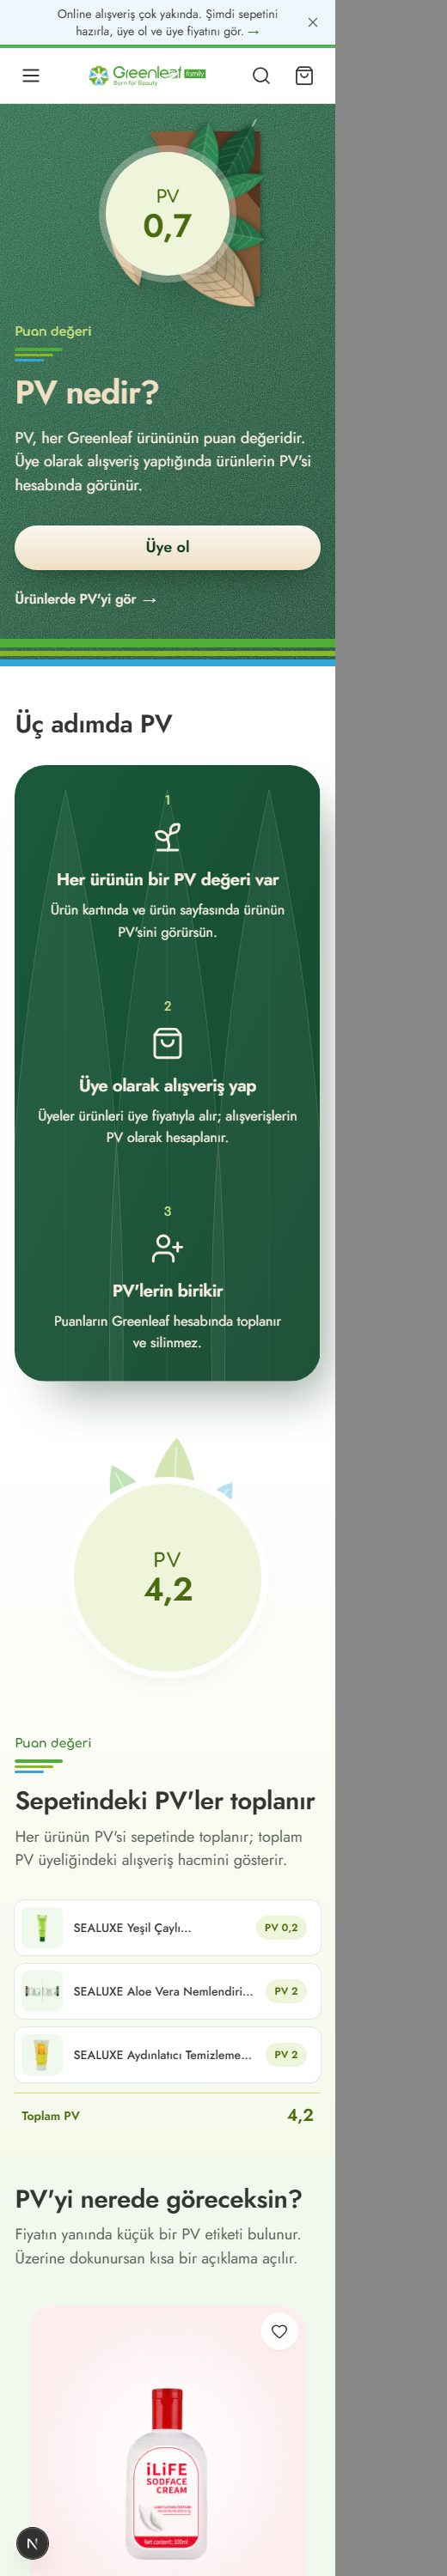 Online alışveriş çok yakında. Şimdi sepetini
hazırla, üye ol ve üye fiyatını gör. →
Greenleaf family
Born for Beauty
PV
0,7
Puan değeri
PV nedir?
PV, her Greenleaf ürününün puan değeridir.
Üye olarak alışveriş yaptığında ürünlerin PV'si
hesabında görünür.
Üye ol
Ürünlerde PV'yi gör →
Üç adımda PV
1
Her ürünün bir PV değeri var
Ürün kartında ve ürün sayfasında ürünün
PV'sini görürsün.
2
Üye olarak alışveriş yap
Üyeler ürünleri üye fiyatıyla alır; alışverişlerin
PV olarak hesaplanır.
3
PV'lerin birikir
Puanların Greenleaf hesabında toplanır
ve silinmez.
PV
4,2
Puan değeri
Sepetindeki PV'ler toplanır
Her ürünün PV'si sepetinde toplanır; toplam
PV üyeliğindeki alışveriş hacmini gösterir.
SEALUXE Yeşil Çaylı... PV 0,2
SEALUXE Aloe Vera Nemlendiri... PV 2
SEALUXE Aydınlatıcı Temizleme... PV 2
Toplam PV 4,2
PV'yi nerede göreceksin?
Fiyatın yanında küçük bir PV etiketi bulunur.
Üzerine dokunursan kısa bir açıklama açılır.
iLiFE
SODFACE
CREAM
Net content: 100ml
N